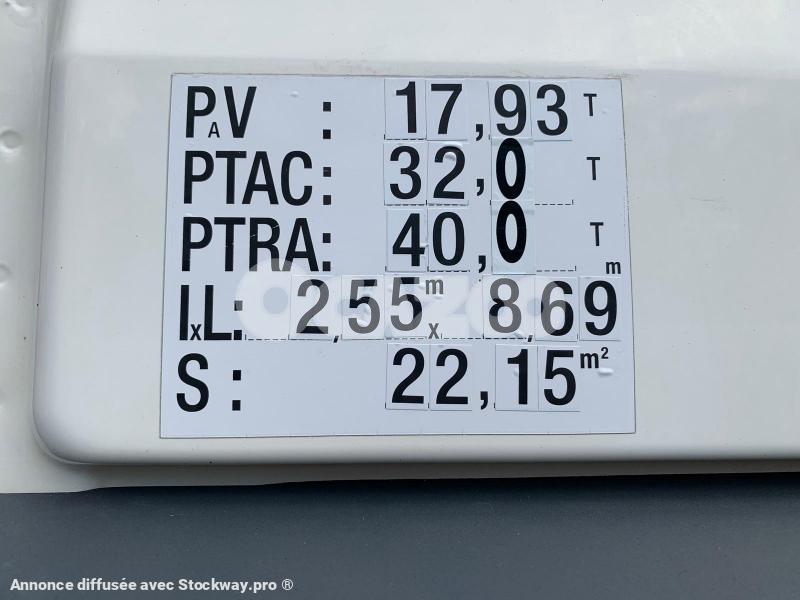 PAV : 17,93 T
PTAC: 32,0 T
PTRA: 40,0 T
IxL: 2,55 m x 8,69 m
S : 22,15 m²
Annonce diffusée avec Stockway.pro ®